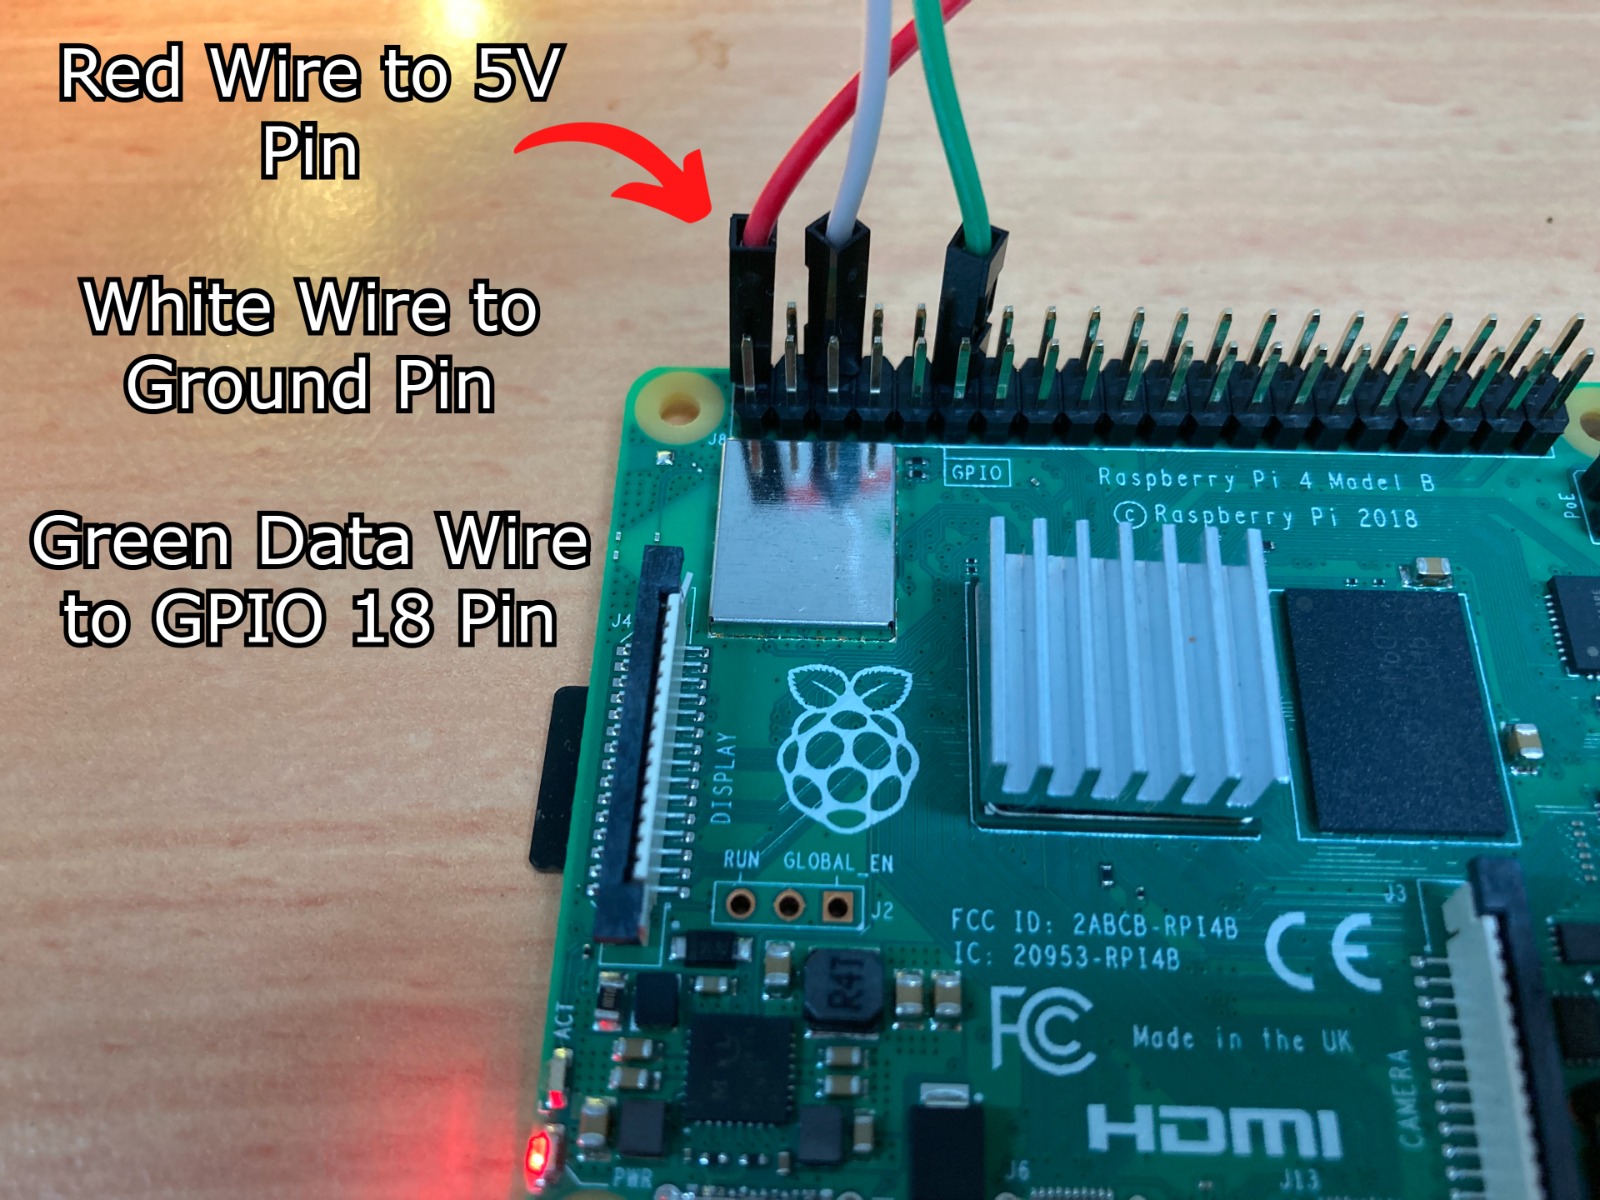 Red Wire to 5V
Pin
White Wire to
Ground Pin
Green Data Wire
to GPIO 18 Pin
J8
GPIO
Raspberry Pi 4 Model B
© Raspberry Pi 2018
PoE
J4
DISPLAY
RUN GLOBAL_EN
J2
J3
FCC ID: 2ABCB-RPI4B
IC: 20953-RPI4B
CE
R4T
FC
Made in the UK
ACT
CAMERA
HDMI
PWR
J6
J13